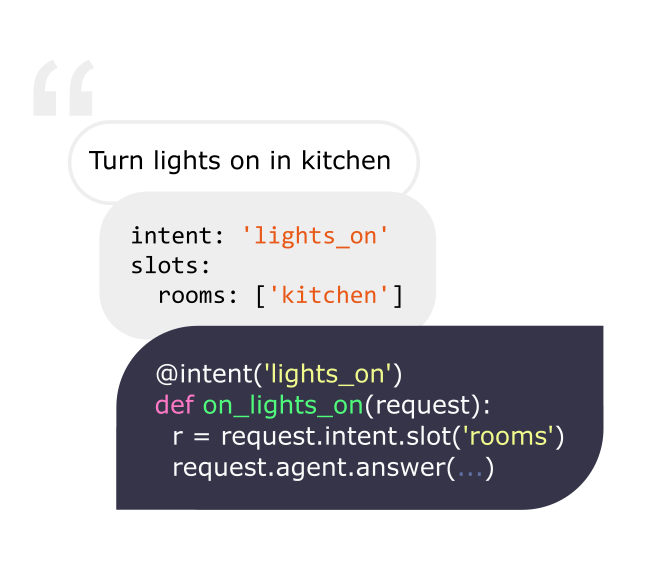 “
Turn lights on in kitchen
intent: 'lights_on'
slots:
  rooms: ['kitchen']
@intent('lights_on')
def on_lights_on(request):
  r = request.intent.slot('rooms')
  request.agent.answer(...)